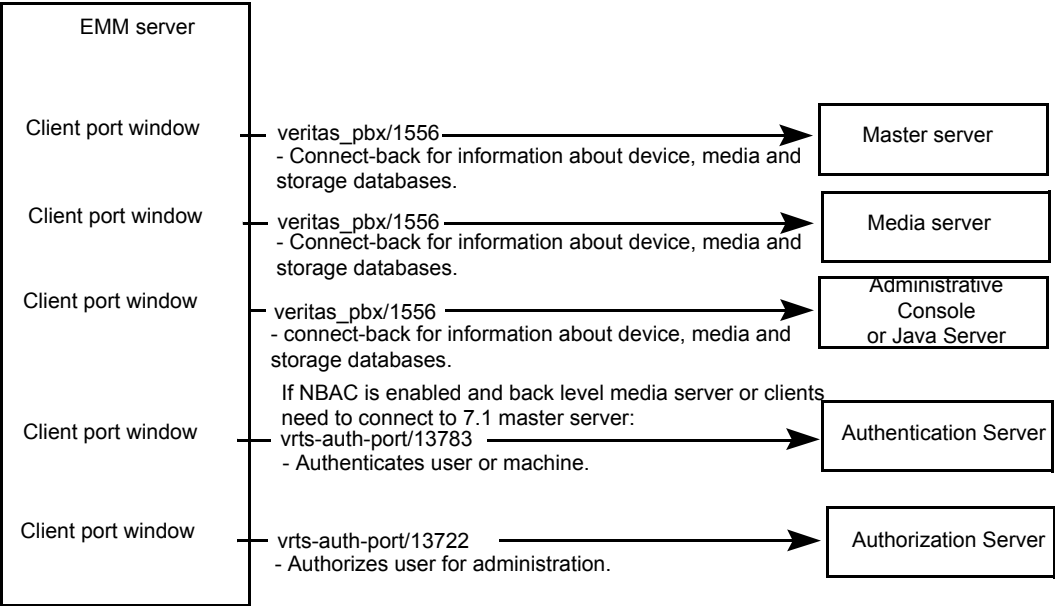 EMM server
Client port window
veritas_pbx/1556
- Connect-back for information about device, media and
storage databases.
Master server
Client port window
veritas_pbx/1556
- Connect-back for information about device, media and
storage databases.
Media server
Client port window
veritas_pbx/1556
- connect-back for information about device, media and
storage databases.
Administrative
Console
or Java Server
If NBAC is enabled and back level media server or clients
need to connect to 7.1 master server:
Client port window
vrts-auth-port/13783
- Authenticates user or machine.
Authentication Server
Client port window
vrts-auth-port/13722
- Authorizes user for administration.
Authorization Server